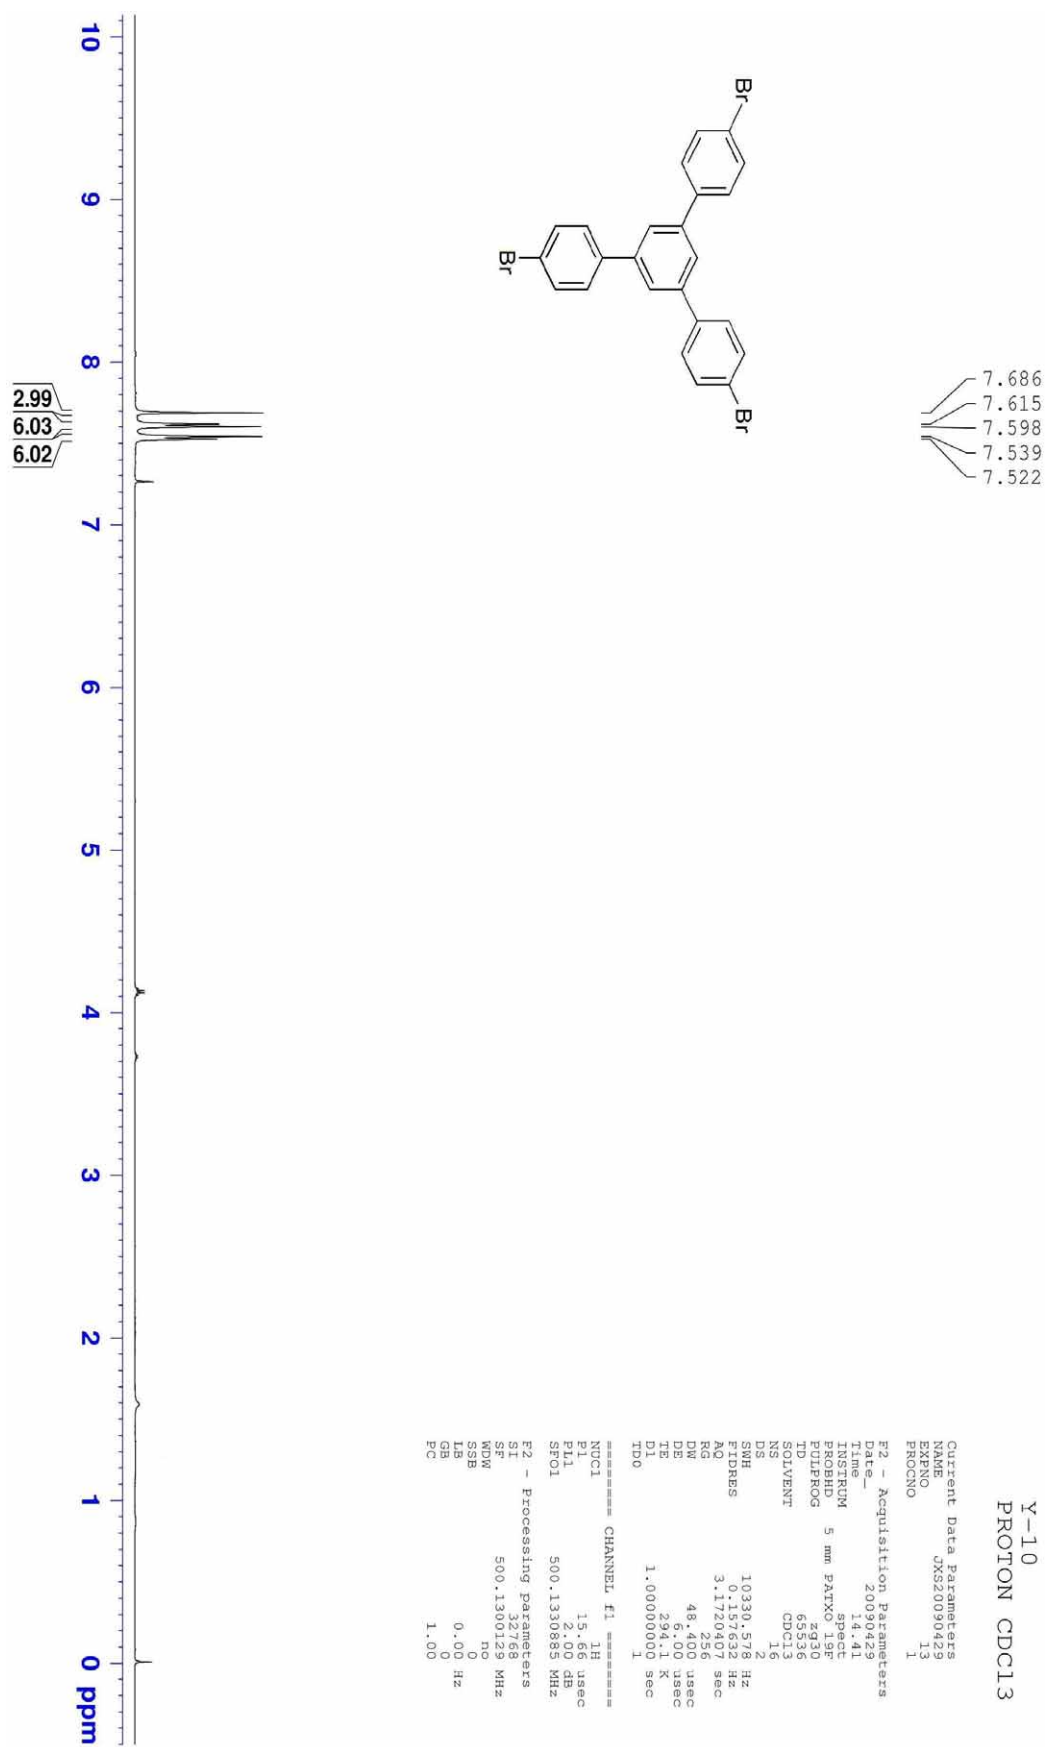 Y-10
PROTON CDCl3
Current Data Parameters
NAME JXS20090429
EXPNO 13
PROCNO 1
F2 - Acquisition Parameters
Date_ 20090429
Time 14.41
INSTRUM spect
PROBHD 5 mm PATXO 19F
PULPROG zg30
TD 65536
SOLVENT CDCl3
NS 16
DS 2
SWH 10330.578 Hz
FIDRES 0.157632 Hz
AQ 3.1720407 sec
RG 256
DW 48.400 usec
DE 6.00 usec
TE 294.1 K
D1 1.00000000 sec
TD0 1
======== CHANNEL f1 ========
NUC1 1H
P1 15.66 usec
PL1 2.00 dB
SFO1 500.1330885 MHz
F2 - Processing parameters
SI 32768
SF 500.1300129 MHz
WDW no
SSB 0
LB 0.00 Hz
GB 0
PC 1.00
7.686
7.615
7.598
7.539
7.522
Br
Br
Br
10 9 8 7 6 5 4 3 2 1 0 ppm
2.99
6.03
6.02